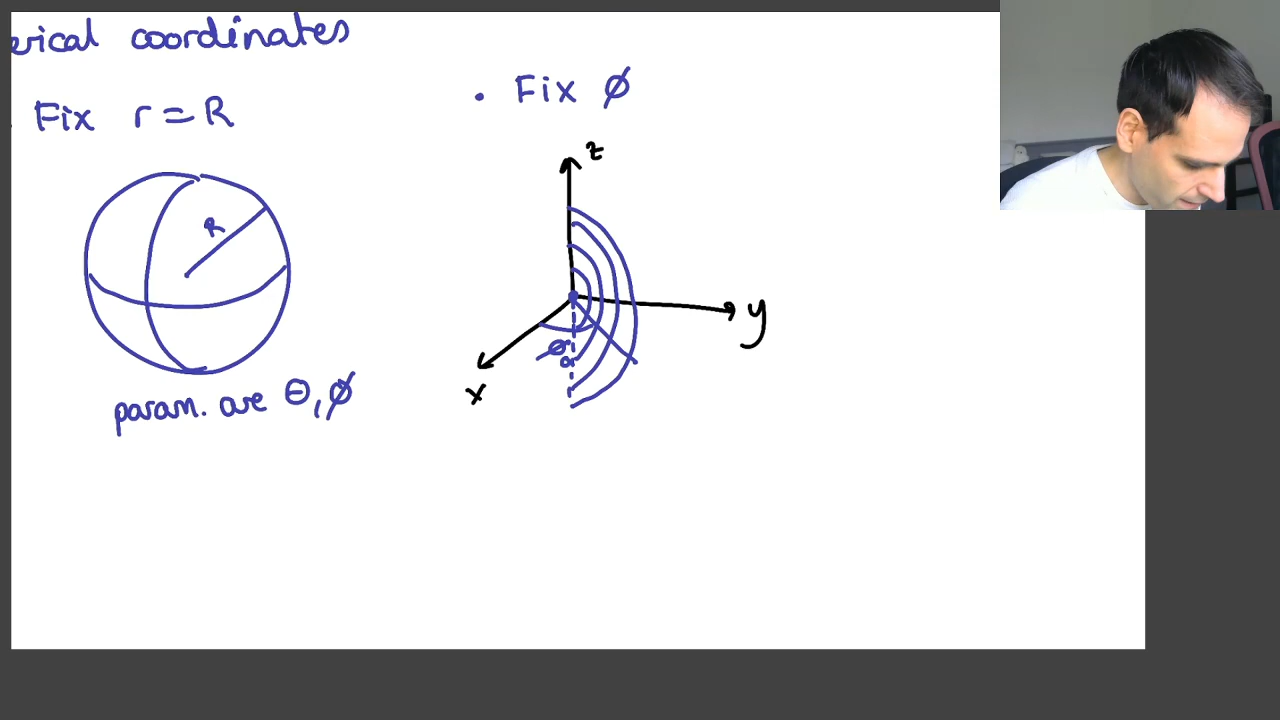 erical coordinates
. Fix r = R
R
param. are θ, ϕ
• Fix ϕ
z
y
x